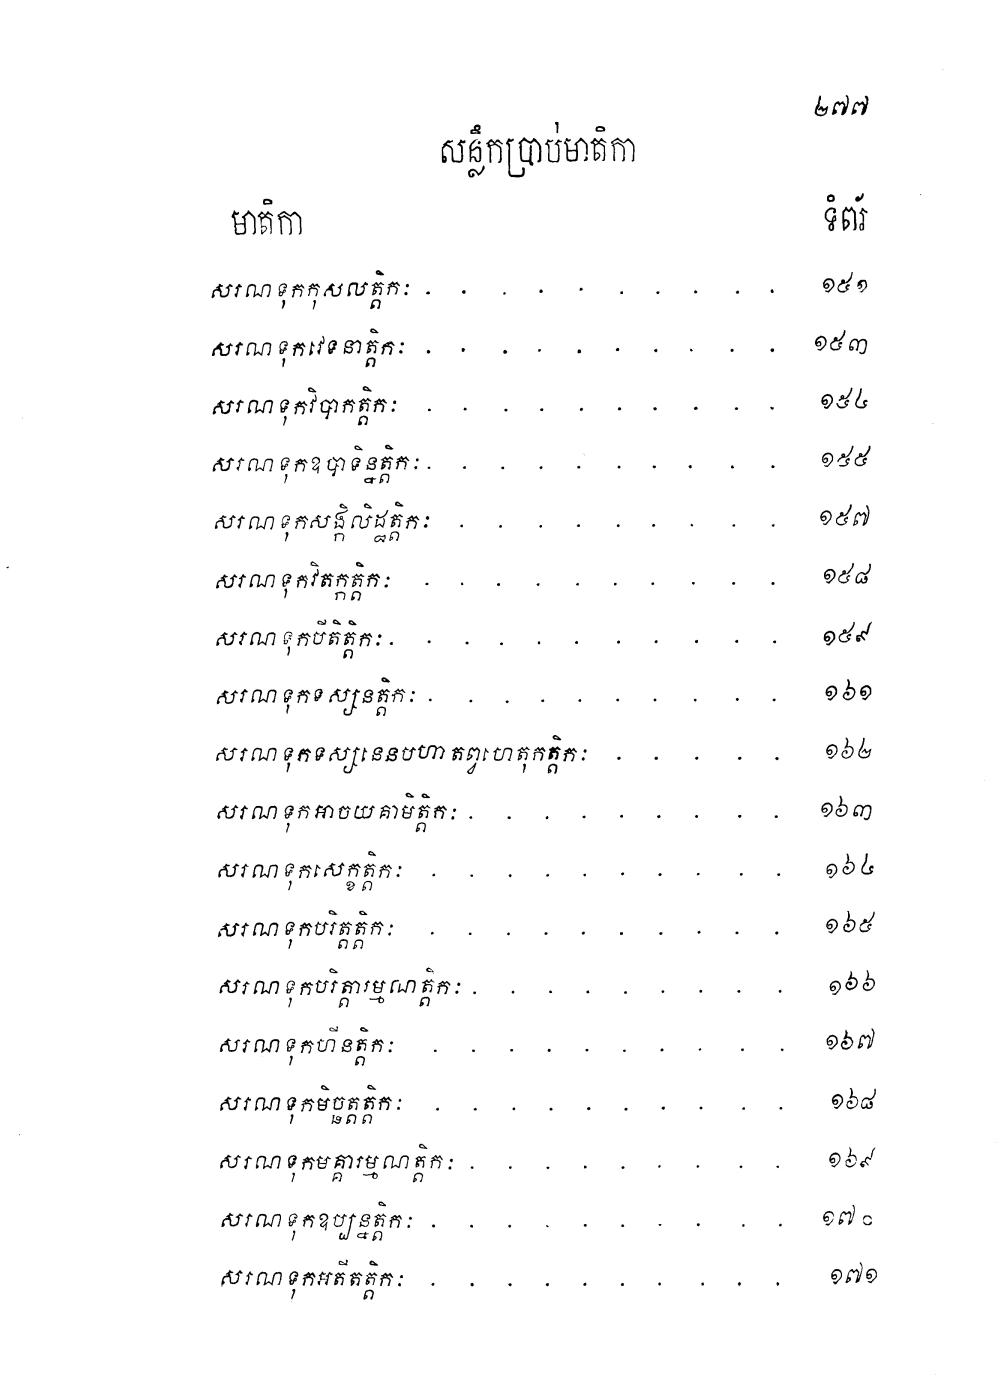 ២៧៧
សន្លឹកប្រាប់មាតិកា
មាតិកា ទំព័រ
សរណទុកកុសលត្តិកៈ . . . . . . . . . . ១៥១
សរណទុកវេទនាត្តិកៈ . . . . . . . . . . ១៥៣
សរណទុកវិបាកត្តិកៈ . . . . . . . . . . ១៥៤
សរណទុកឧបាទិន្នត្តិកៈ . . . . . . . . . . ១៥៥
សរណទុកសង្កិលិដ្ឋត្តិកៈ . . . . . . . . . ១៥៧
សរណទុកវិតក្កត្តិកៈ . . . . . . . . . . ១៥៨
សរណទុកបីតិត្តិកៈ . . . . . . . . . . . ១៥៩
សរណទុកទស្សនត្តិកៈ . . . . . . . . . . ១៦១
សរណទុកទស្សនេនបហាតព្វហេតុកត្តិកៈ . . . . . ១៦២
សរណទុកអាចយគាមិត្តិកៈ . . . . . . . . . ១៦៣
សរណទុកសេក្ខត្តិកៈ . . . . . . . . . . ១៦៤
សរណទុកបរិត្តត្តិកៈ . . . . . . . . . . ១៦៥
សរណទុកបរិត្តារម្មណត្តិកៈ . . . . . . . . . ១៦៦
សរណទុកហីនត្តិកៈ . . . . . . . . . . ១៦៧
សរណទុកមិច្ឆត្តត្តិកៈ . . . . . . . . . . ១៦៨
សរណទុកមគ្គារម្មណត្តិកៈ . . . . . . . . . ១៦៩
សរណទុកឧប្បន្នត្តិកៈ . . . . . . . . . . ១៧០
សរណទុកអតីតត្តិកៈ . . . . . . . . . . ១៧១